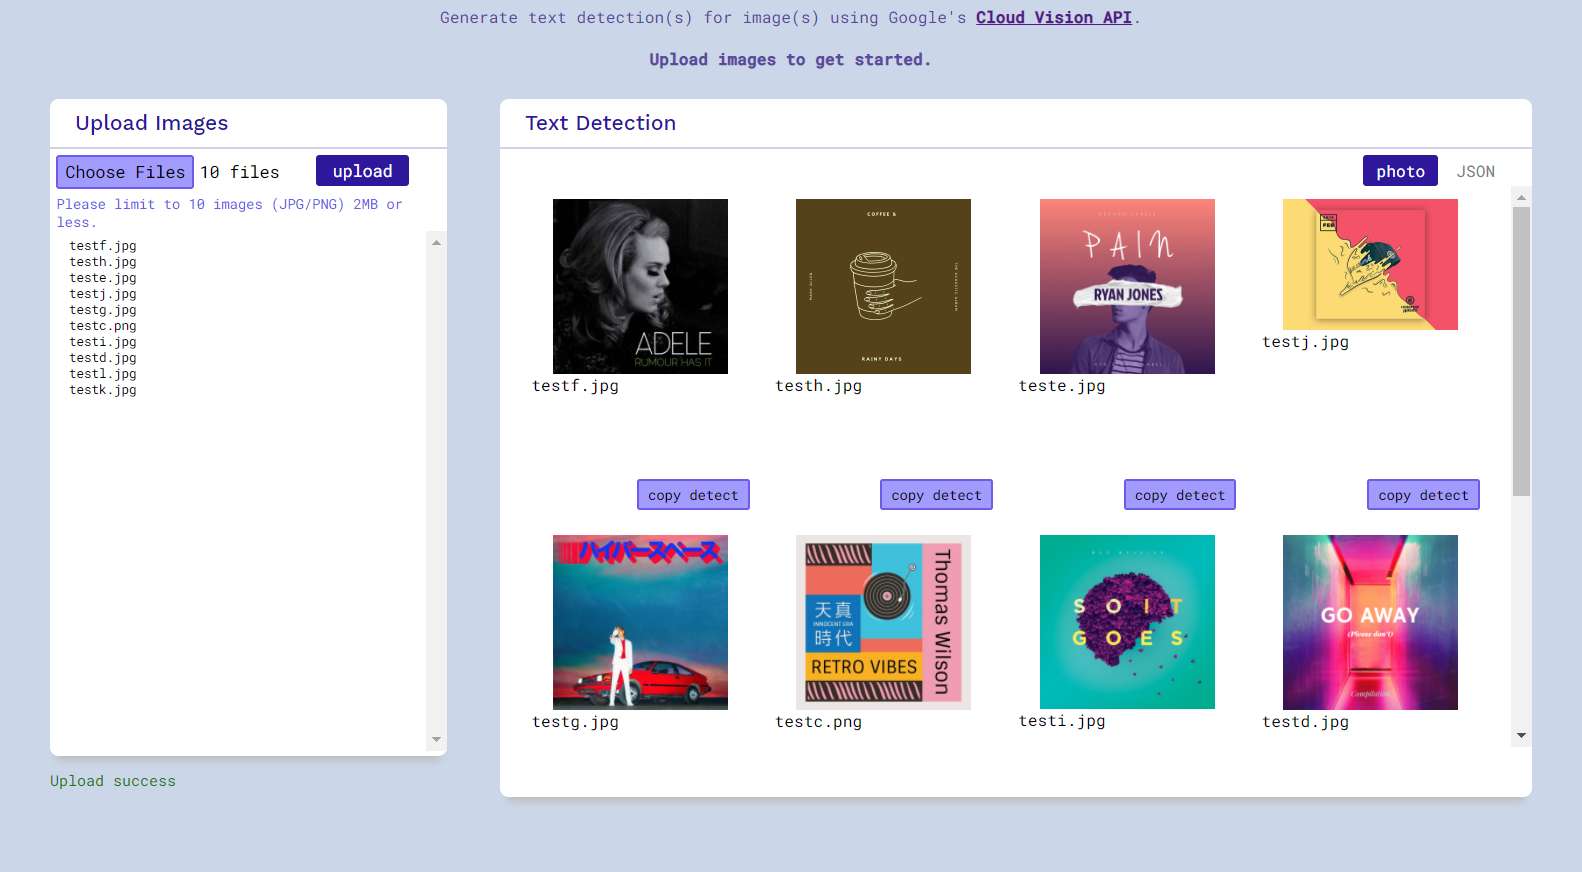 Generate text detection(s) for image(s) using Google's Cloud Vision API.
Upload images to get started.
Upload Images
Choose Files 10 files upload
Please limit to 10 images (JPG/PNG) 2MB or
less.
testf.jpg
testh.jpg
teste.jpg
testj.jpg
testg.jpg
testc.png
testi.jpg
testd.jpg
testl.jpg
testk.jpg
Upload success
Text Detection
photo JSON
ADELE
RUMOUR HAS IT
testf.jpg
COFFEE &
RAINY DAYS
testh.jpg
PAIN
RYAN JONES
teste.jpg
FEB
testj.jpg
copy detect copy detect copy detect copy detect
ハイパースペース
testg.jpg
Thomas Wilson
天真
INNOCENT ERA
時代
RETRO VIBES
testc.png
SOIT
GOES
testi.jpg
GO AWAY
(Please don't)
Compilation
testd.jpg